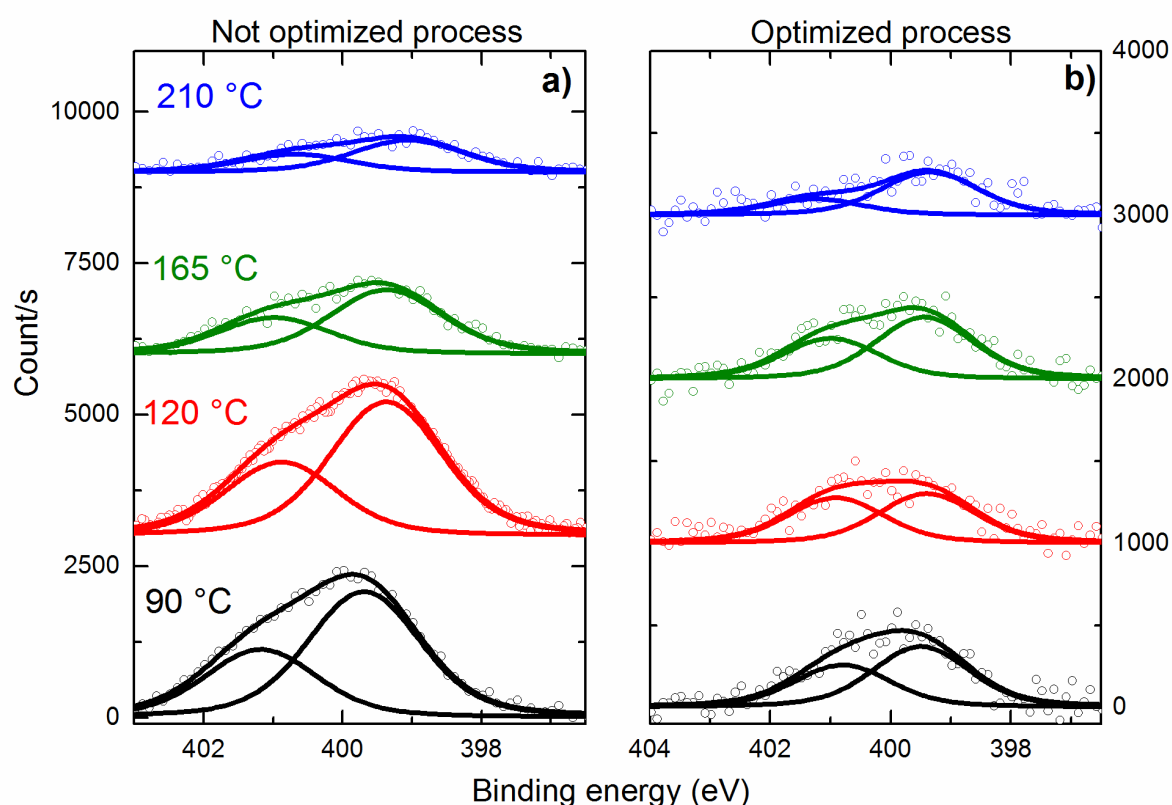 Not optimized process
Optimized process
a)
b)
210 °C
165 °C
120 °C
90 °C
10000
7500
5000
2500
0
4000
3000
2000
1000
0
Count/s
402
400
398
404
402
400
398
Binding energy (eV)